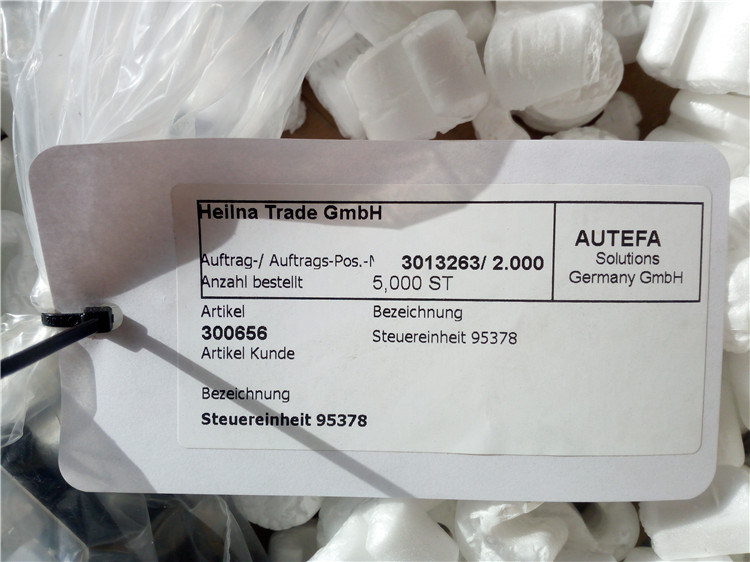 Heilna Trade GmbH
Auftrag-/ Auftrags-Pos.-N 3013263/ 2.000
Anzahl bestellt 5,000 ST
AUTEFA
Solutions
Germany GmbH
Artikel Bezeichnung
300656 Steuereinheit 95378
Artikel Kunde
Bezeichnung
Steuereinheit 95378